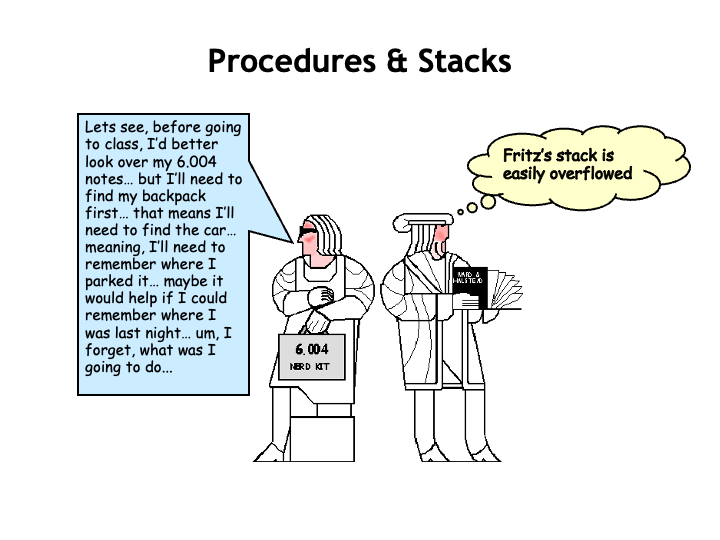 Procedures & Stacks
Lets see, before going
to class, I'd better
look over my 6.004
notes… but I'll need to
find my backpack
first… that means I'll
need to find the car…
meaning, I'll need to
remember where I
parked it… maybe it
would help if I could
remember where I
was last night… um, I
forget, what was I
going to do...
Fritz's stack is
easily overflowed
WARD &
HALSTEAD
6.004
NERD KIT